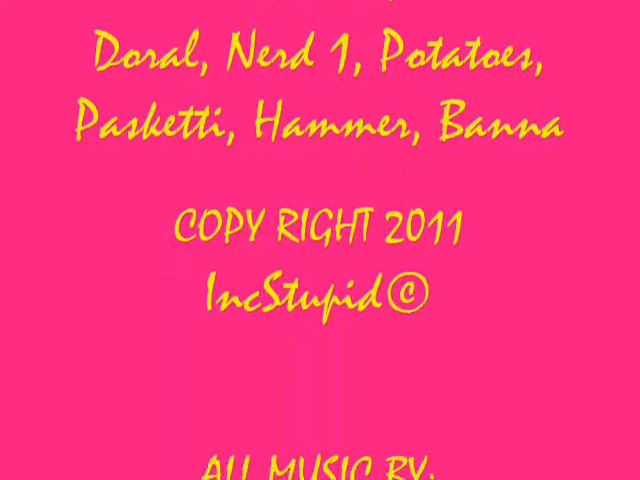 Doral, Nerd 1, Potatoes,
Pasketti, Hammer, Banna
COPY RIGHT 2011
IncStupid©
ALL MUSIC BY: